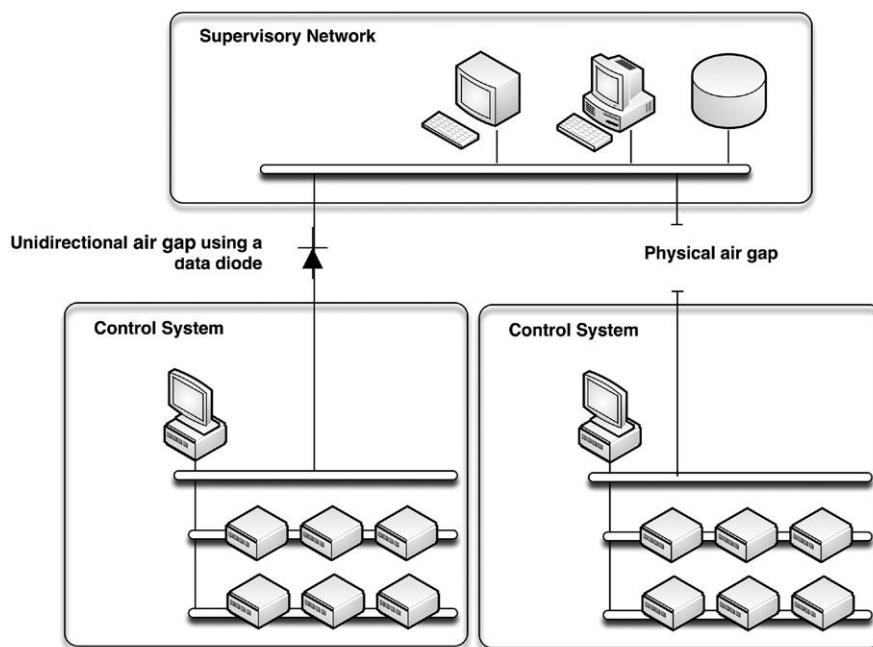 Supervisory Network
Unidirectional air gap using a
data diode
Physical air gap
Control System
Control System